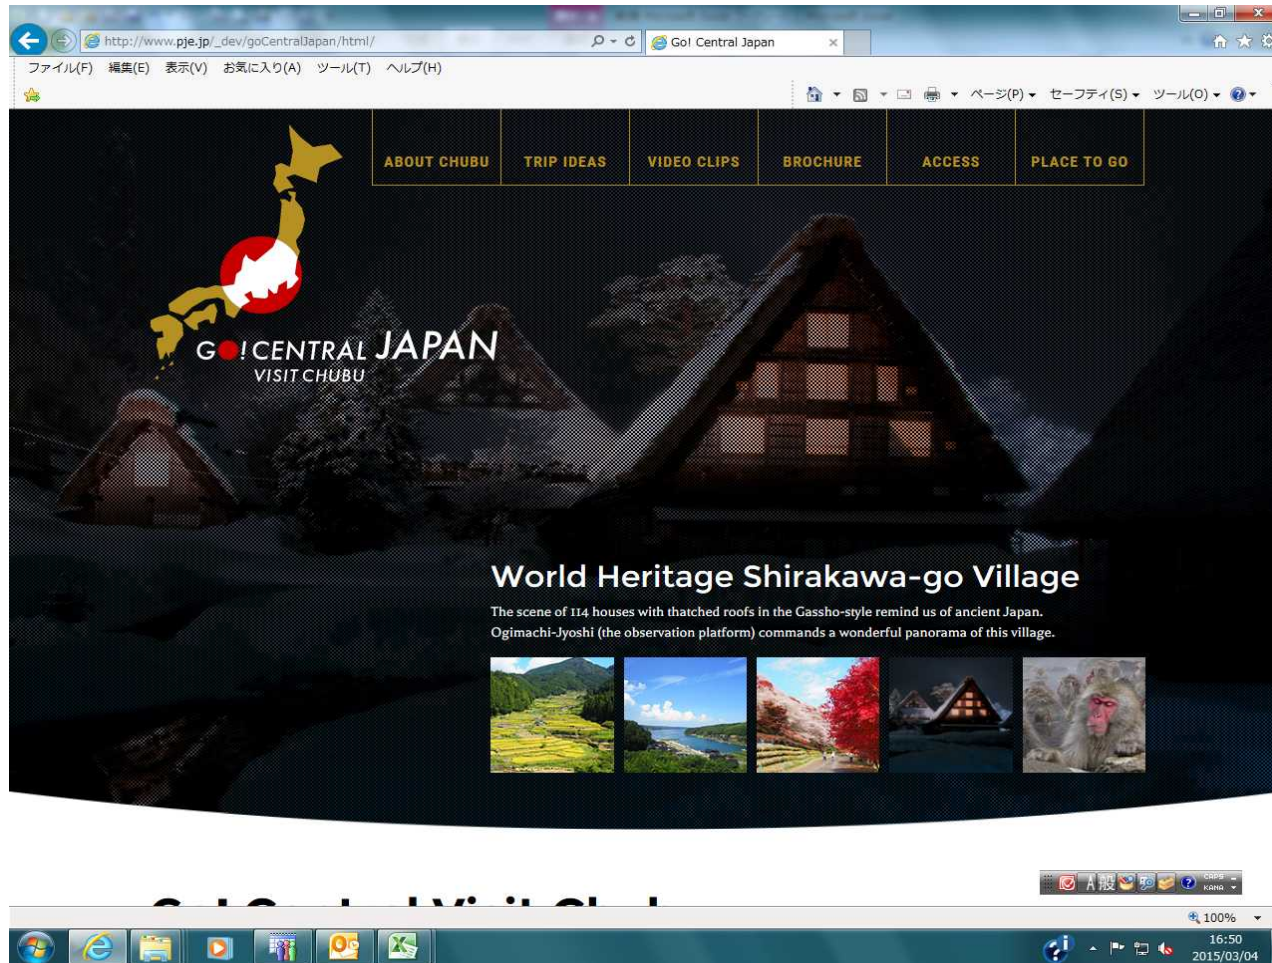 http://www.pje.jp/_dev/goCentralJapan/html/
Go! Central Japan
ファイル(F) 編集(E) 表示(V) お気に入り(A) ツール(T) ヘルプ(H)
ページ(P) セーフティ(S) ツール(O)
ABOUT CHUBU TRIP IDEAS VIDEO CLIPS BROCHURE ACCESS PLACE TO GO
GO!CENTRAL JAPAN
VISIT CHUBU
World Heritage Shirakawa-go Village
The scene of 114 houses with thatched roofs in the Gassho-style remind us of ancient Japan.
Ogimachi-Jyoshi (the observation platform) commands a wonderful panorama of this village.
A 般 CAPS
KANA
100%
16:50
2015/03/04